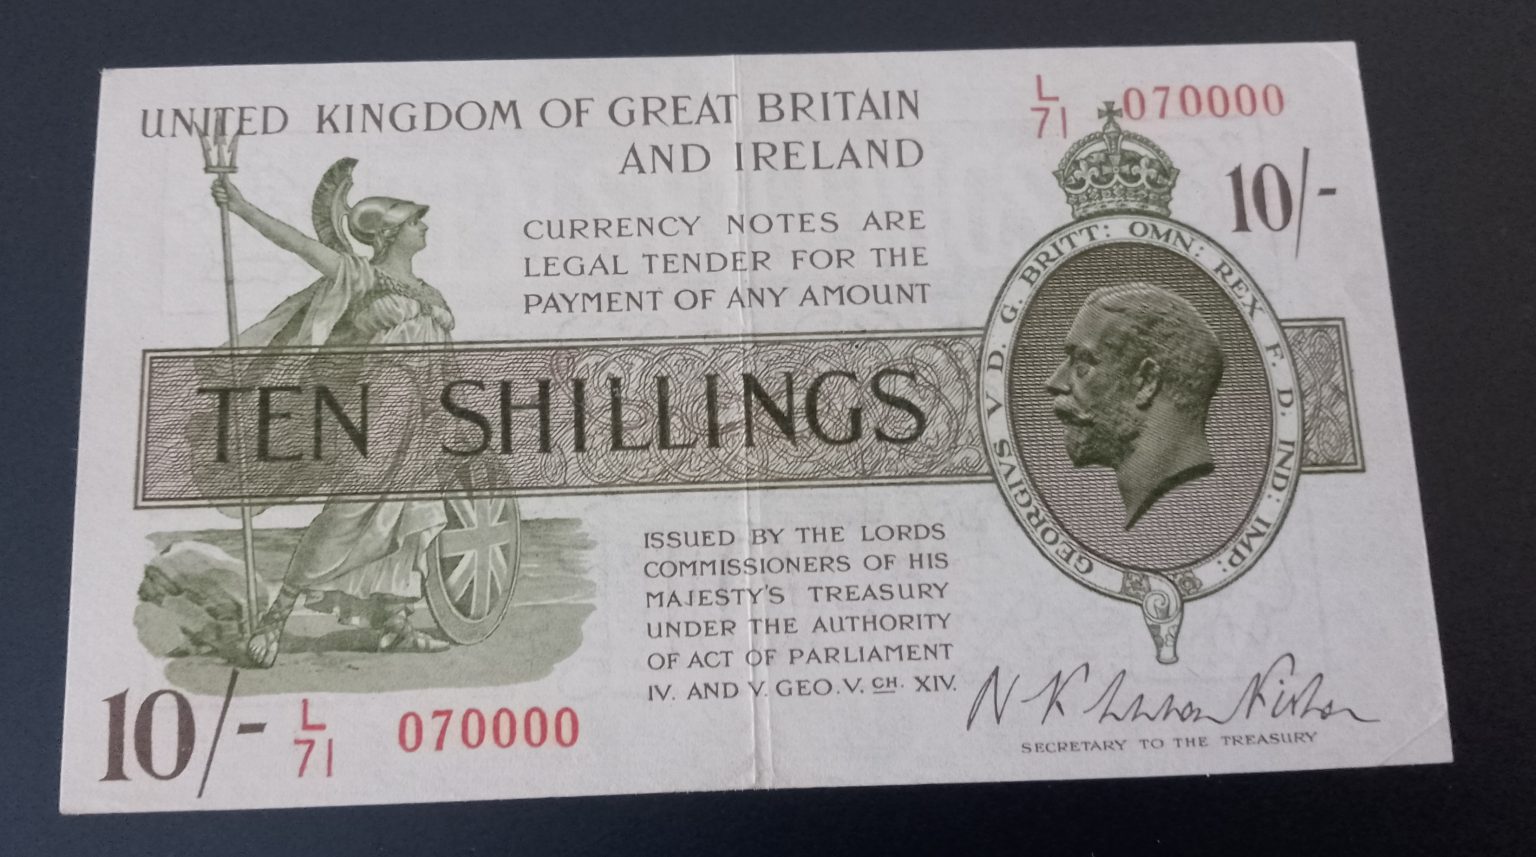 UNITED KINGDOM OF GREAT BRITAIN
AND IRELAND
L
71 070000
10/-
CURRENCY NOTES ARE
LEGAL TENDER FOR THE
PAYMENT OF ANY AMOUNT
GEORGIVS V D. G. BRITT: OMN: REX F. D. IND: IMP:
TEN SHILLINGS
ISSUED BY THE LORDS
COMMISSIONERS OF HIS
MAJESTY'S TREASURY
UNDER THE AUTHORITY
OF ACT OF PARLIAMENT
IV. AND V. GEO. V. CH. XIV.
10/-
L
71 070000
N K Warren Fisher
SECRETARY TO THE TREASURY